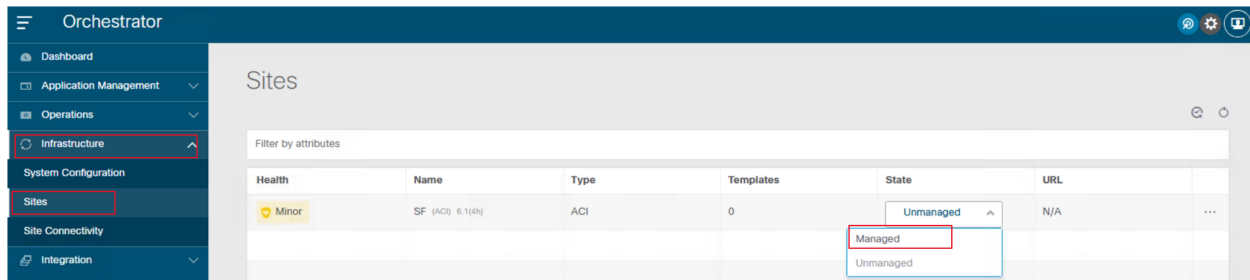 Orchestrator
Dashboard
Application Management
Operations
Infrastructure
System Configuration
Sites
Site Connectivity
Integration
Sites
Filter by attributes
Health Name Type Templates State URL
Minor SF (ACI) 6.1(4h) ACI 0 Unmanaged N/A ...
Managed
Unmanaged